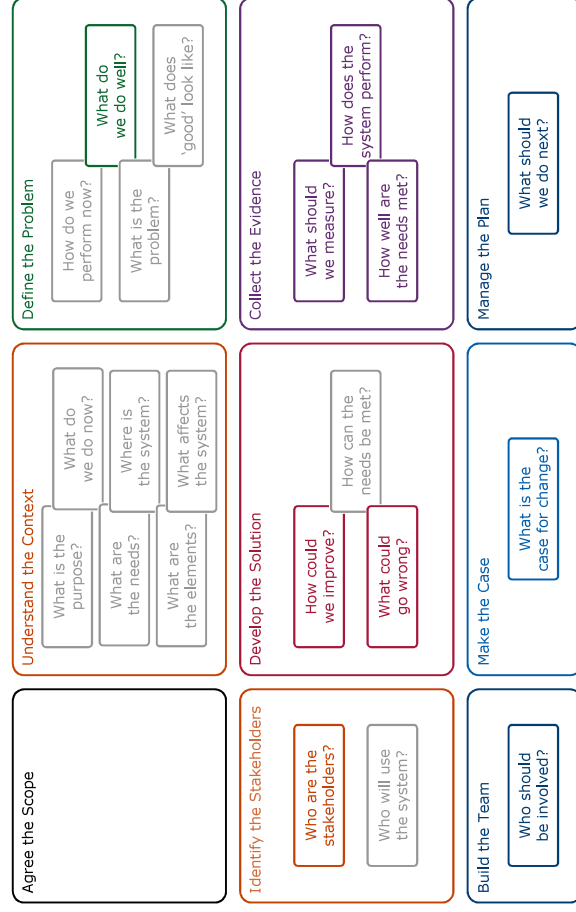 Agree the Scope
Understand the Context
What is the
purpose?
What do
we do now?
What are
the needs?
Where is
the system?
What are
the elements?
What affects
the system?
Define the Problem
How do we
perform now?
What do
we do well?
What is the
problem?
What does
‘good’ look like?
Identify the Stakeholders
Who are the
stakeholders?
Who will use
the system?
Develop the Solution
How could
we improve?
How can the
needs be met?
What could
go wrong?
Collect the Evidence
What should
we measure?
How does the
system perform?
How well are
the needs met?
Build the Team
Who should
be involved?
Make the Case
What is the
case for change?
Manage the Plan
What should
we do next?